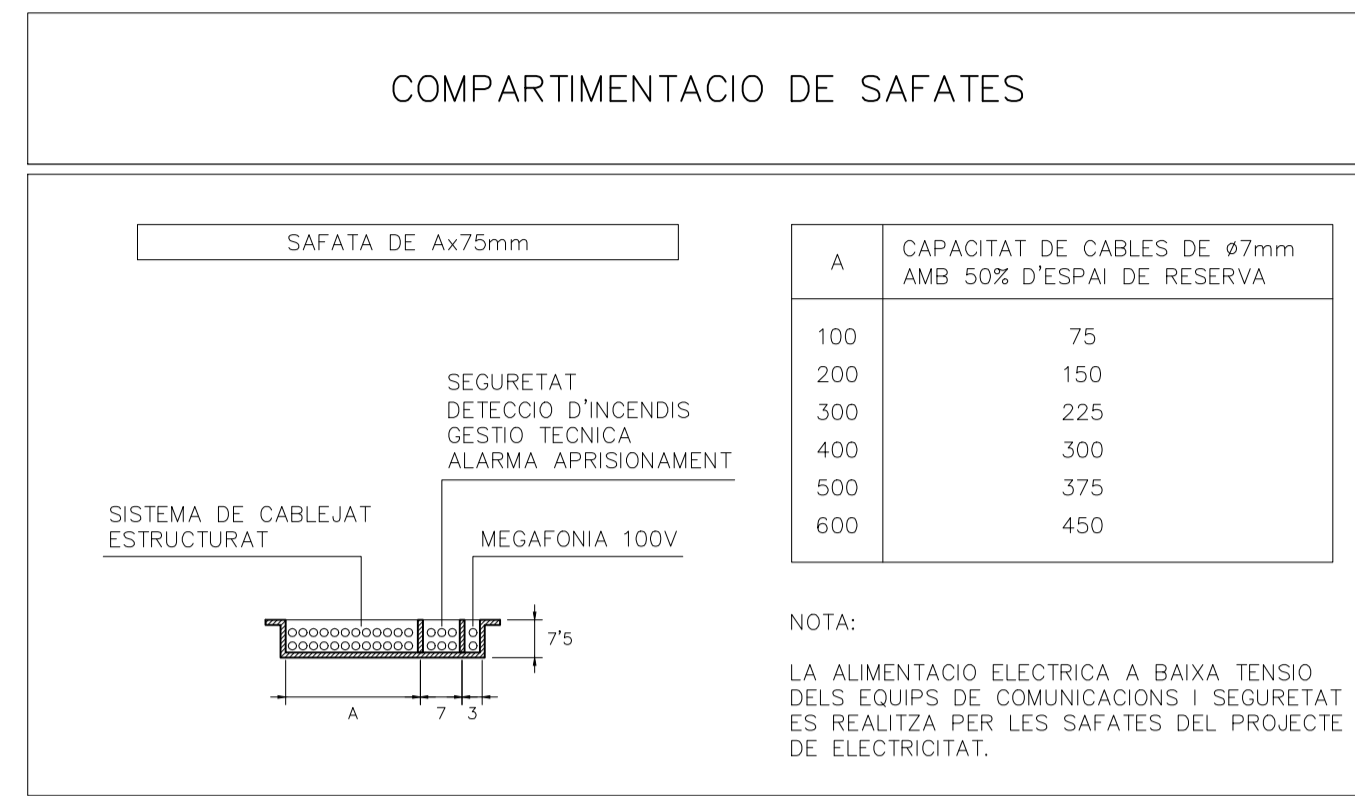 COMPARTIMENTACIO DE SAFATES
SAFATA DE Ax75mm
SEGURETAT
DETECCIO D'INCENDIS
GESTIO TECNICA
ALARMA APRISIONAMENT
SISTEMA DE CABLEJAT
ESTRUCTURAT
MEGAFONIA 100V
7'5
A 7 3
A CAPACITAT DE CABLES DE Ø7mm
AMB 50% D'ESPAI DE RESERVA
100 75
200 150
300 225
400 300
500 375
600 450
NOTA:
LA ALIMENTACIO ELECTRICA A BAIXA TENSIO
DELS EQUIPS DE COMUNICACIONS I SEGURETAT
ES REALITZA PER LES SAFATES DEL PROJECTE
DE ELECTRICITAT.